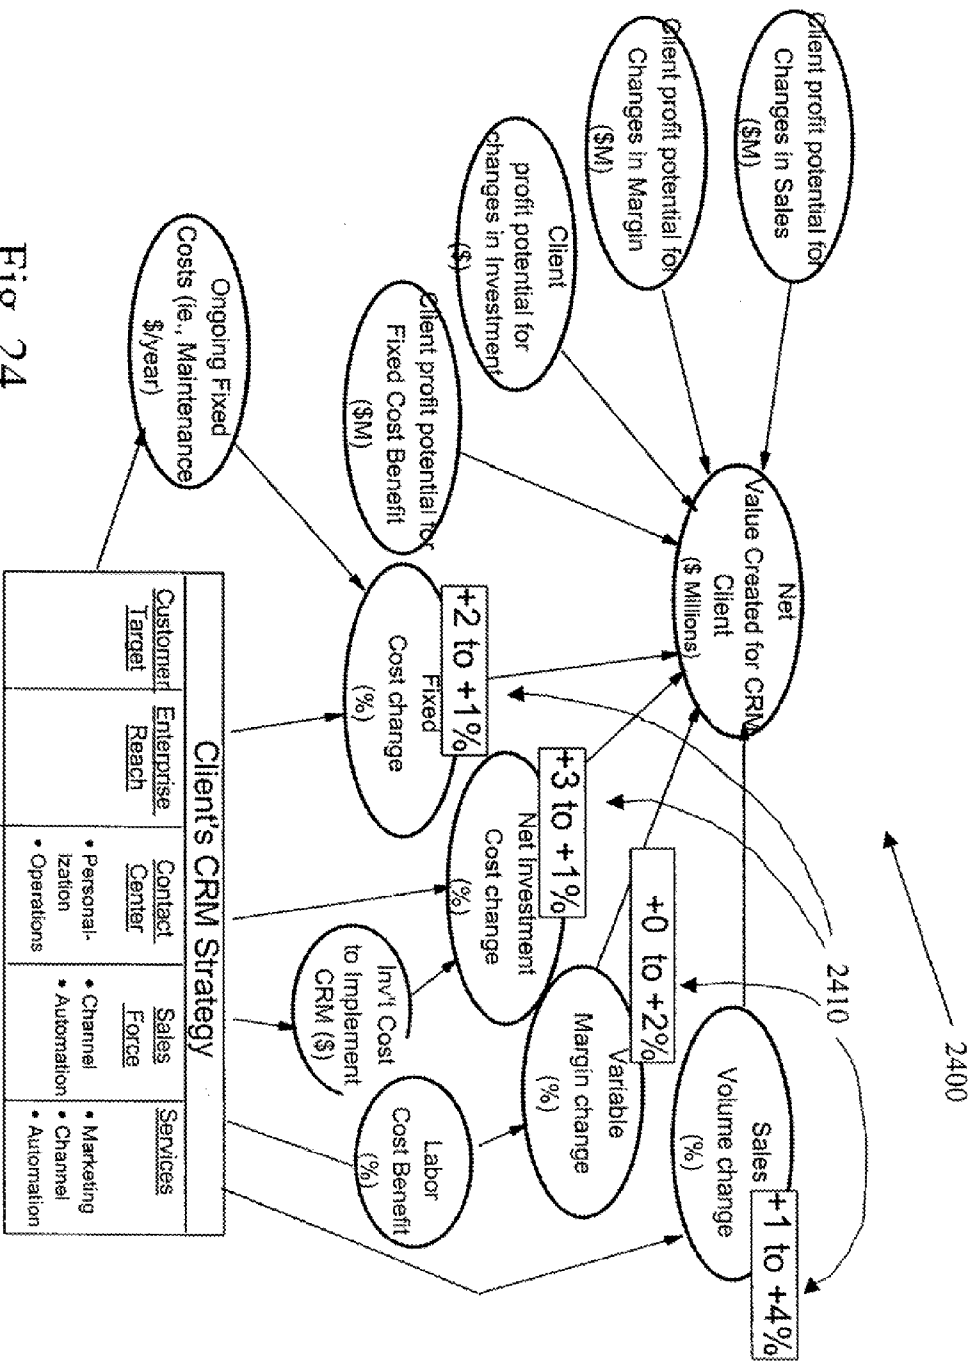 2400
2410
Client profit potential for
Changes in Sales
($M)
Client profit potential for
Changes in Margin
($M)
Client
profit potential for
changes in Investment
($)
Client profit potential for
Fixed Cost Benefit
($M)
Ongoing Fixed
Costs (ie., Maintenance
$/year)
Net
Value Created for CRM
Client
($ Millions)
+2 to +1%
Fixed
Cost change
(%)
+3 to +1%
Net Investment
Cost change
(%)
+0 to +2%
Variable
Margin change
(%)
Sales
Volume change
(%)
+1 to +4%
Inv't Cost
to Implement
CRM ($)
Labor
Cost Benefit
(%)
Client's CRM Strategy
Customer
Target
Enterprise
Reach
Contact
Center
• Personal-
ization
• Operations
Sales
Force
• Channel
• Automation
Services
• Marketing
• Channel
• Automation
Fig. 24